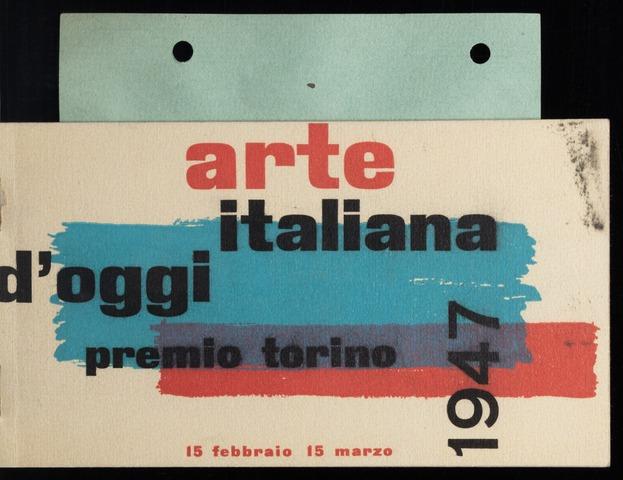 arte
italiana
d'oggi
premio torino
1947
15 febbraio 15 marzo